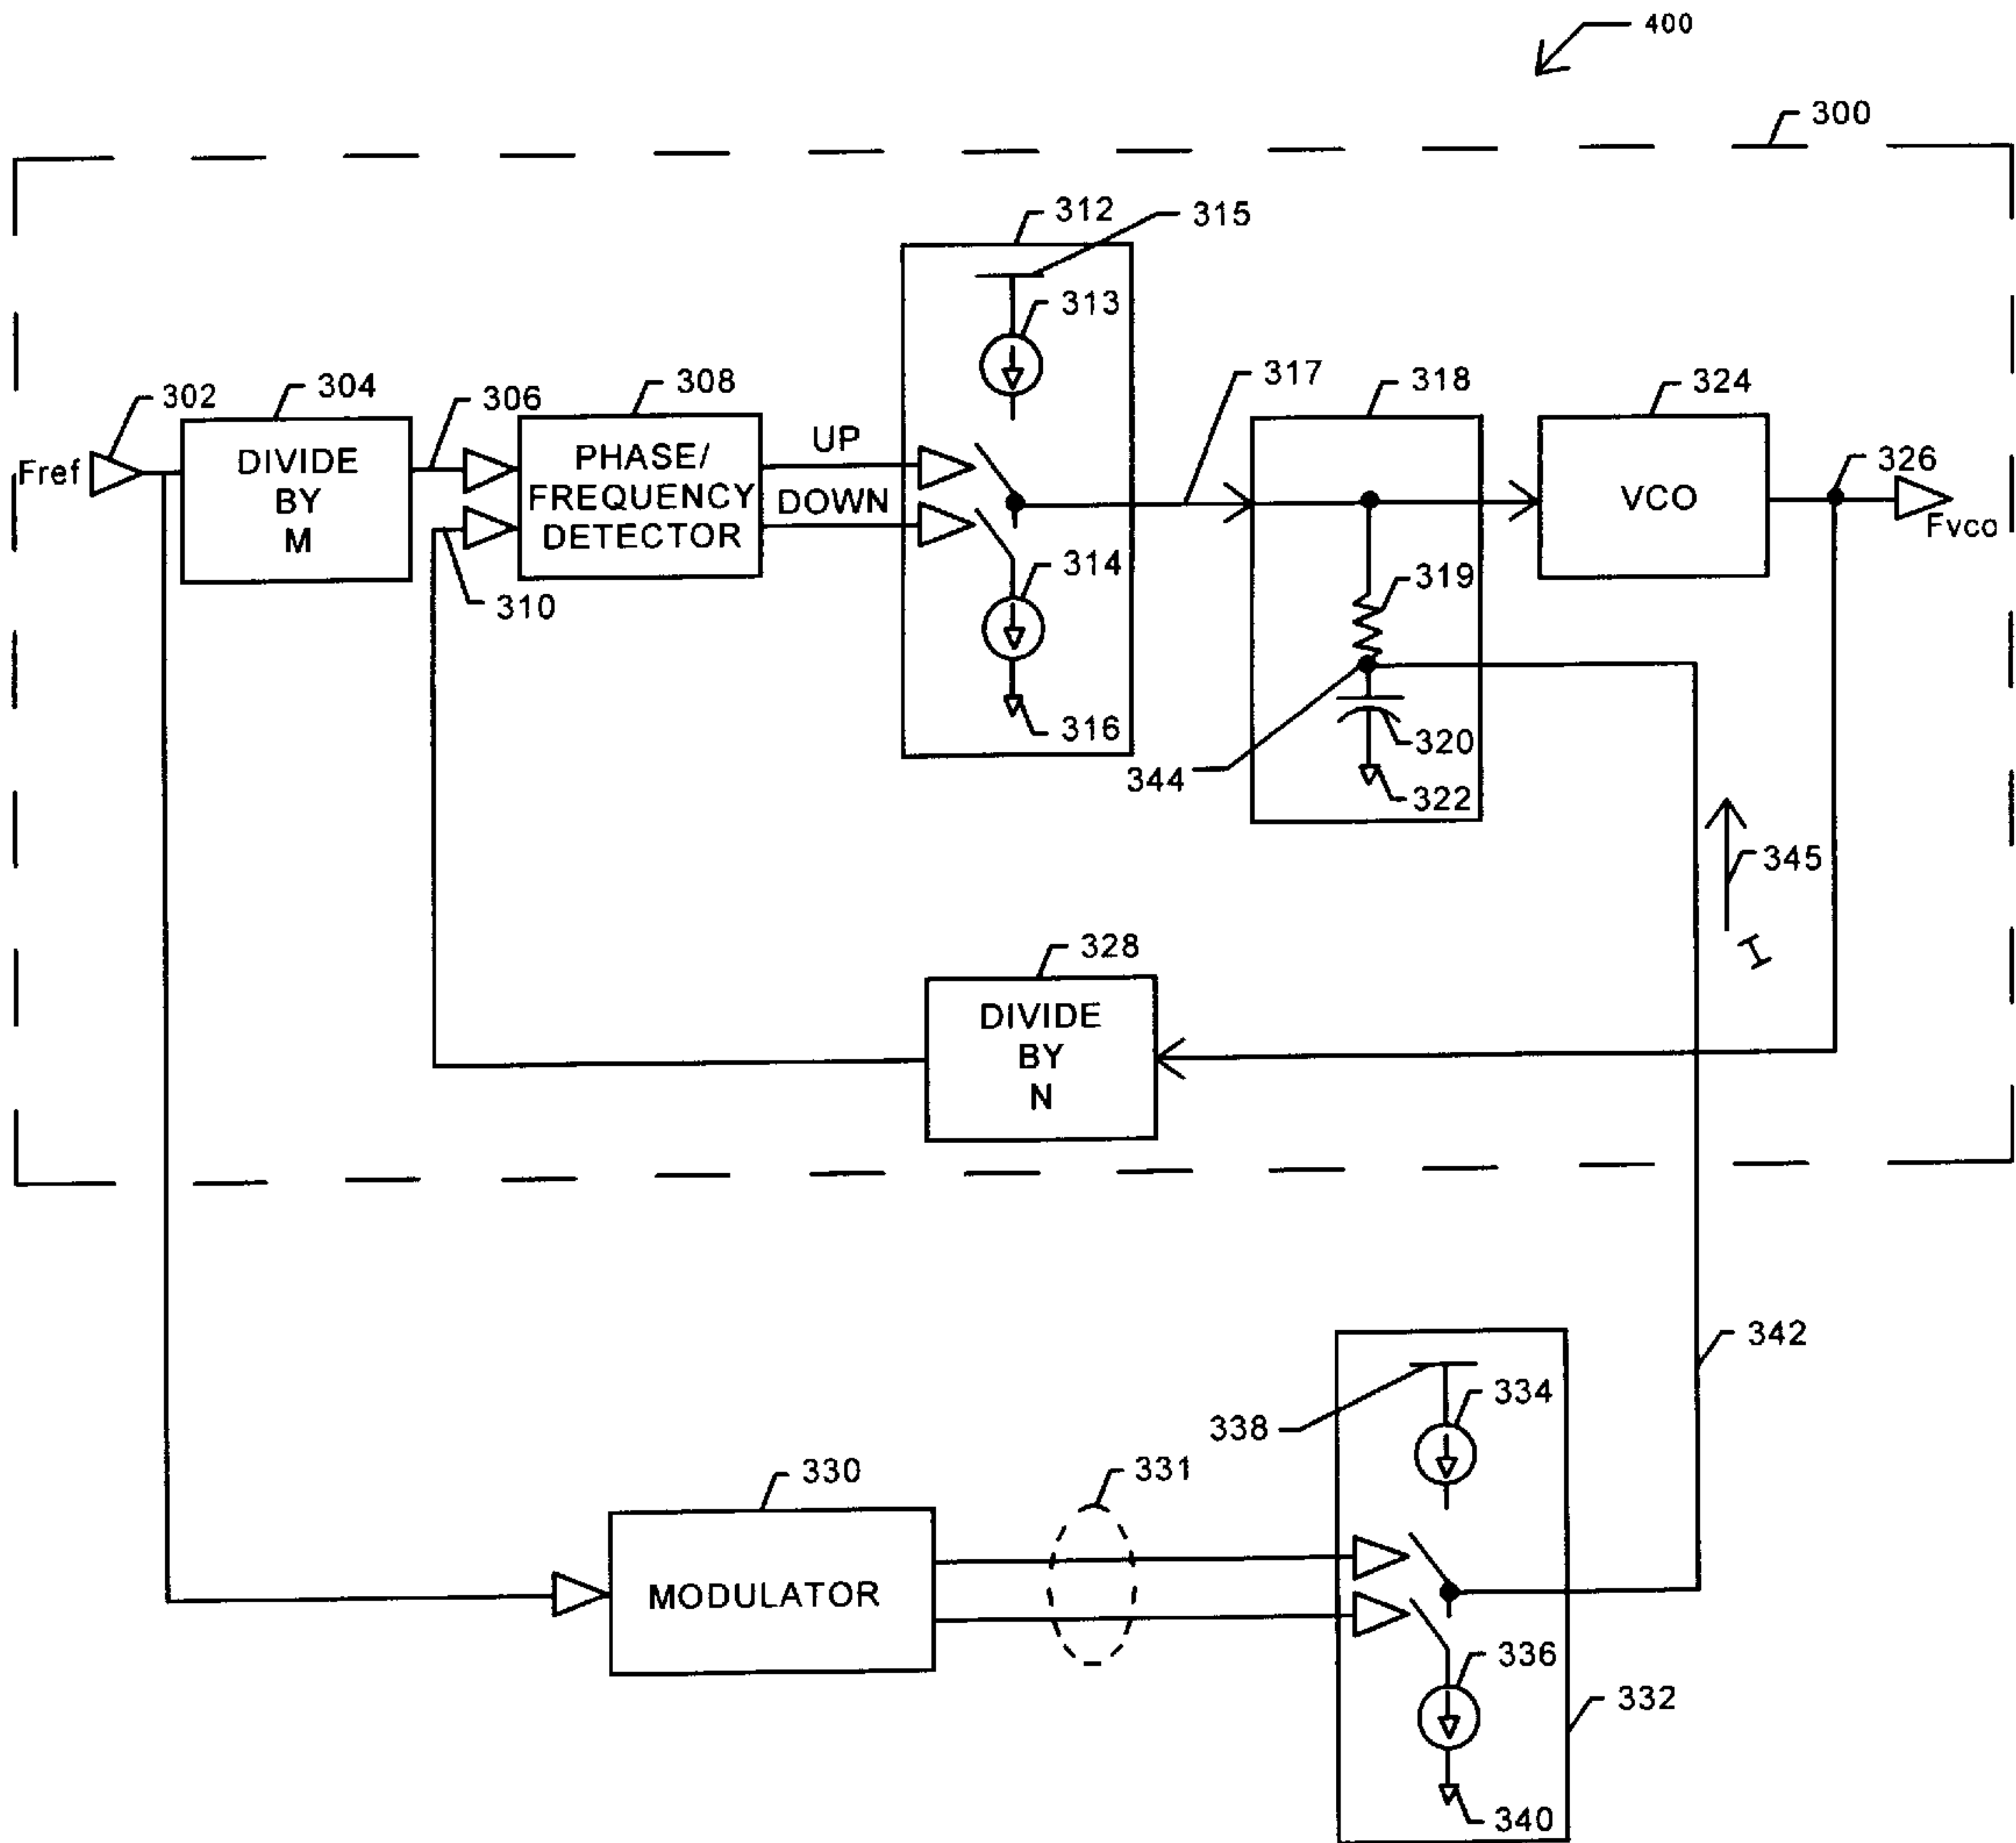 400
300
312
315
313
302
304
306
308
317
318
324
326
Fref
DIVIDE
BY
M
PHASE/
FREQUENCY
DETECTOR
UP
DOWN
VCO
Fvco
310
314
319
316
344
320
322
345
I
328
DIVIDE
BY
N
342
334
338
330
331
MODULATOR
336
332
340